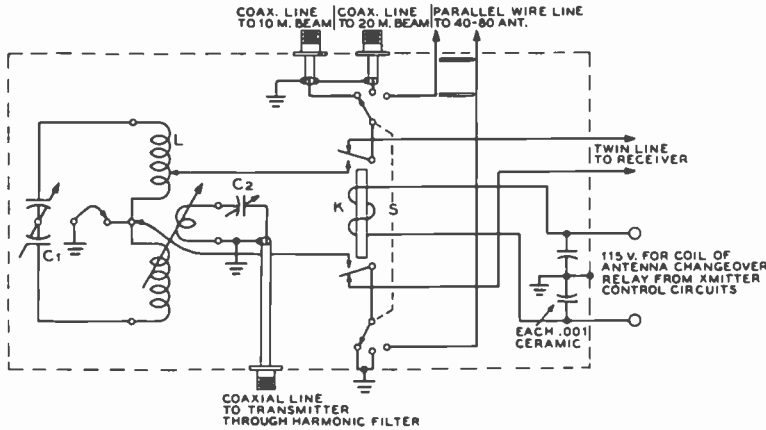 COAX. LINE
TO 10 M. BEAM
COAX. LINE
TO 20 M. BEAM
PARALLEL WIRE LINE
TO 40-80 ANT.
L
C2
C1
K
S
TWIN LINE
TO RECEIVER
115 V. FOR COIL OF
ANTENNA CHANGEOVER
RELAY FROM XMITTER
CONTROL CIRCUITS
EACH .001
CERAMIC
COAXIAL LINE
TO TRANSMITTER
THROUGH HARMONIC FILTER